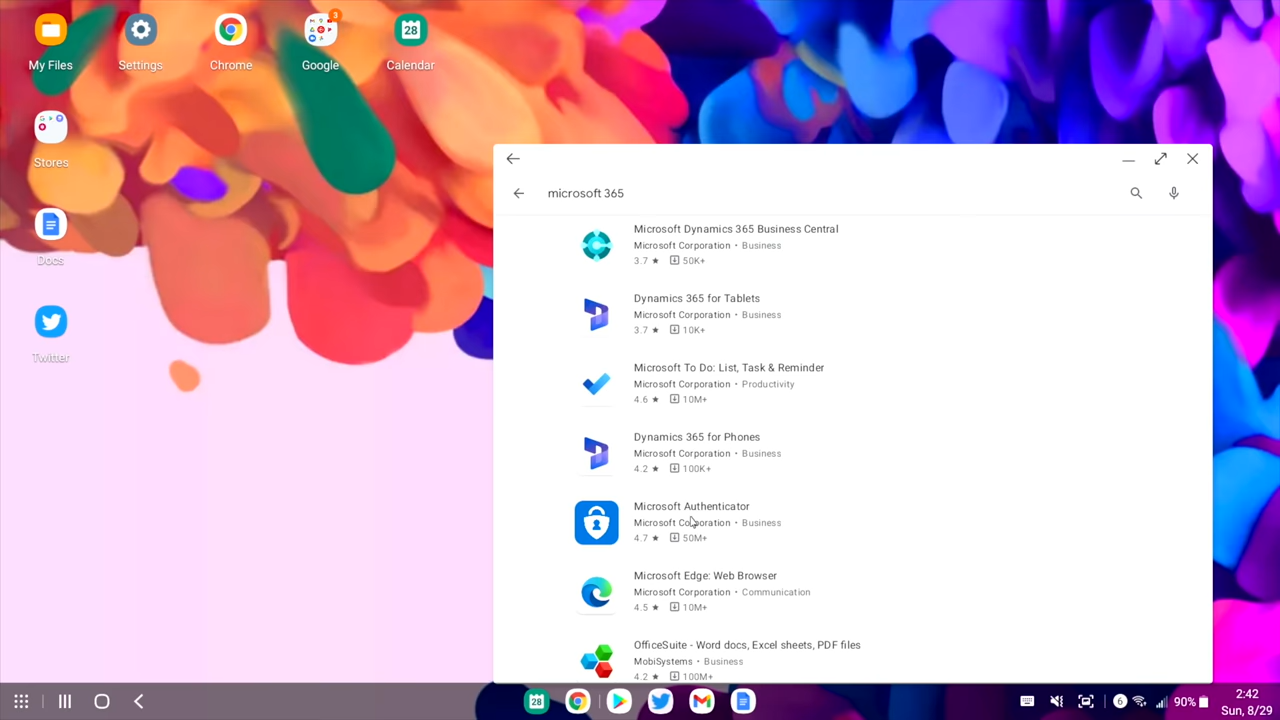 My Files
Settings
Chrome
3
Google
28
Calendar
Stores
Docs
Twitter
microsoft 365
Microsoft Dynamics 365 Business Central
Microsoft Corporation • Business
3.7 ★ 50K+
Dynamics 365 for Tablets
Microsoft Corporation • Business
3.7 ★ 10K+
Microsoft To Do: List, Task & Reminder
Microsoft Corporation • Productivity
4.6 ★ 10M+
Dynamics 365 for Phones
Microsoft Corporation • Business
4.2 ★ 100K+
Microsoft Authenticator
Microsoft Corporation • Business
4.7 ★ 50M+
Microsoft Edge: Web Browser
Microsoft Corporation • Communication
4.5 ★ 10M+
OfficeSuite - Word docs, Excel sheets, PDF files
MobiSystems • Business
4.2 ★ 100M+
28
6
90%
2:42
Sun, 8/29